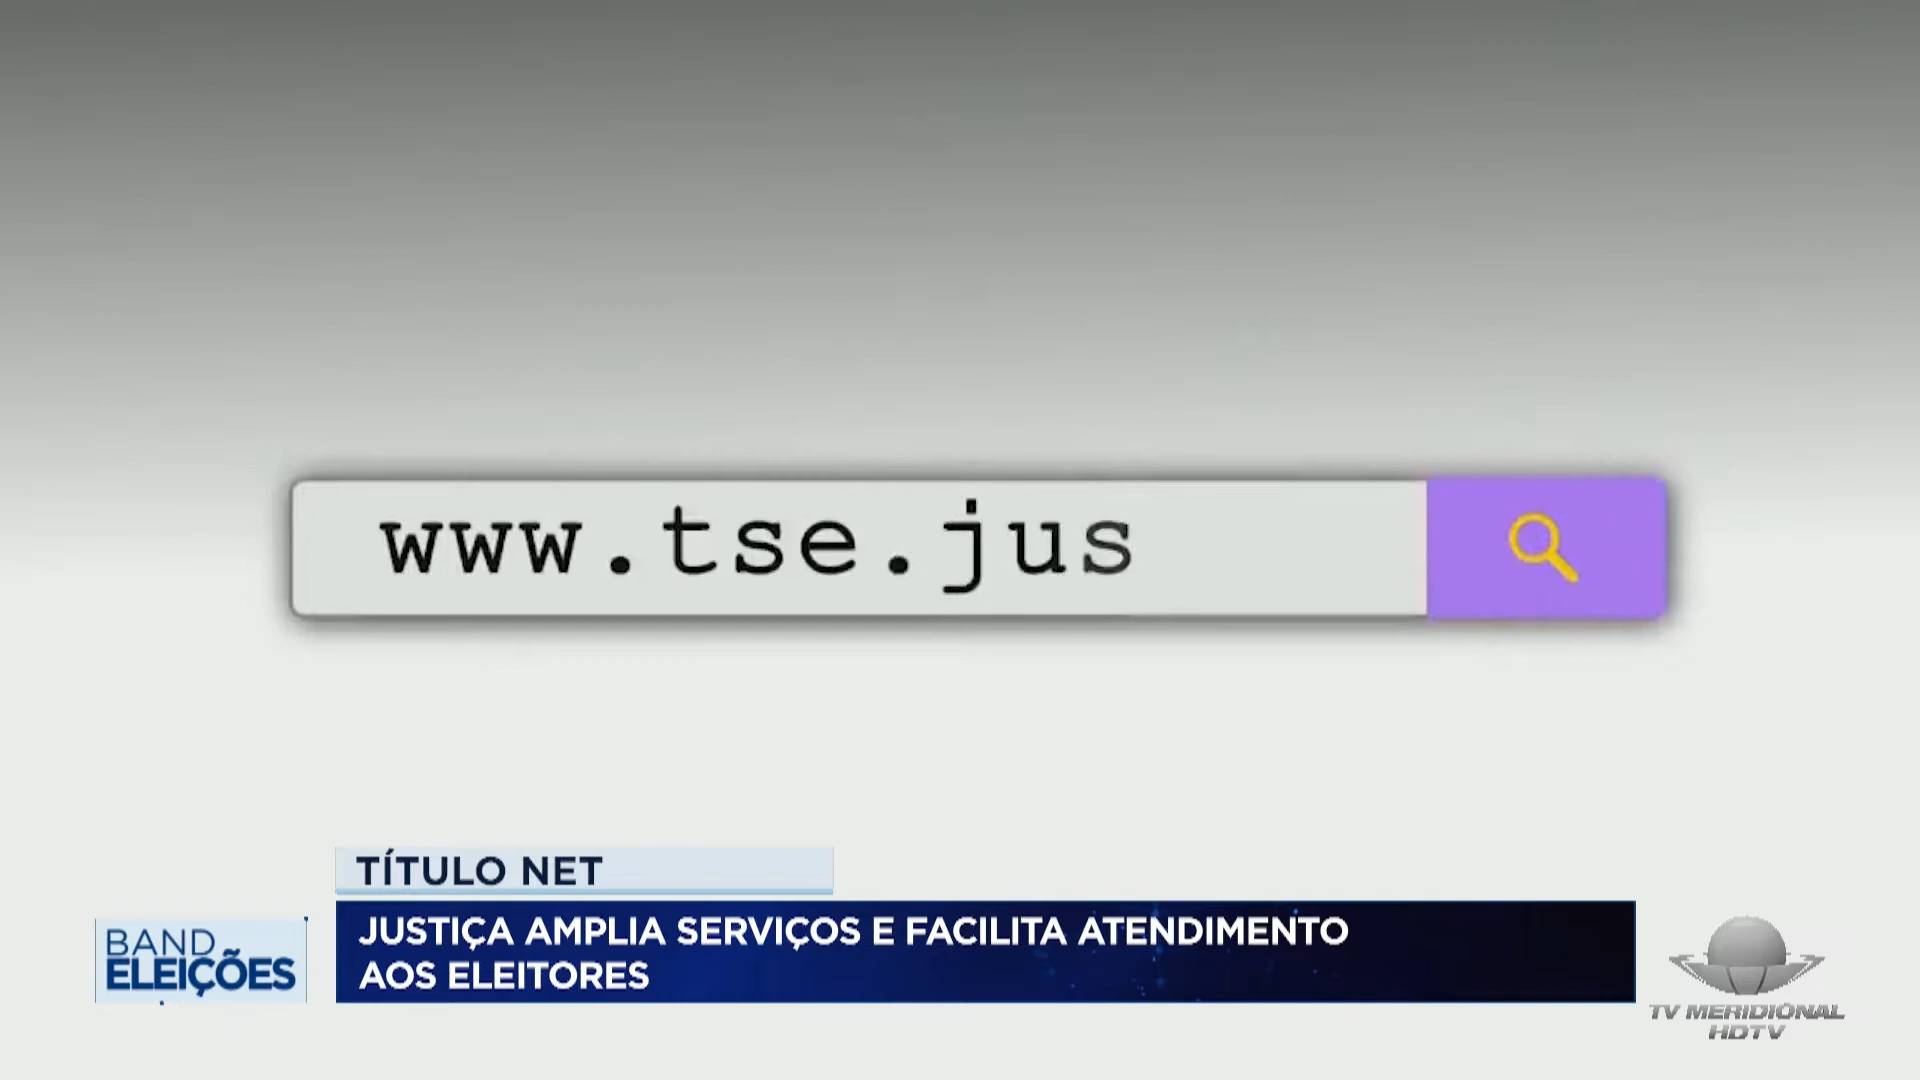 www.tse.jus
TÍTULO NET
JUSTIÇA AMPLIA SERVIÇOS E FACILITA ATENDIMENTO
AOS ELEITORES
BAND
ELEIÇÕES
TV MERIDIONAL
HDTV